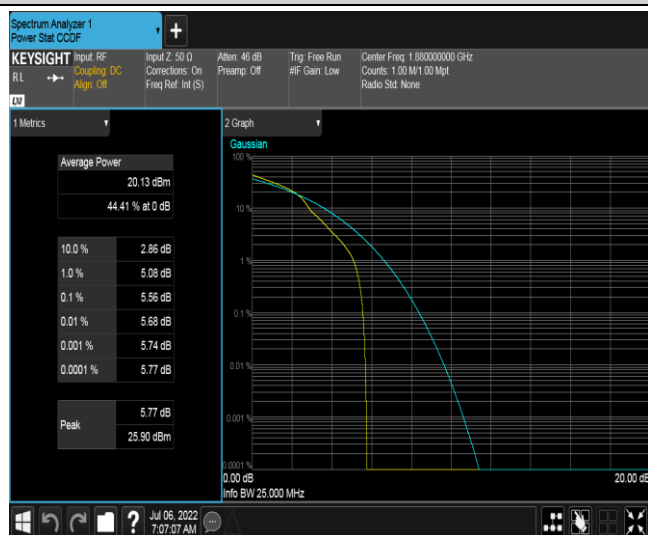 Spectrum Analyzer 1
Power Stat CCDF
+
KEYSIGHT
RL
LXI
Input: RF
Coupling: DC
Align: Off
Input Z: 50 Ω
Corrections: On
Freq Ref: Int (S)
Atten: 46 dB
Preamp: Off
Trig: Free Run
#IF Gain: Low
Center Freq: 1.880000000 GHz
Counts: 1.00 M/1.00 Mpt
Radio Std: None
1 Metrics
Average Power
20.13 dBm
44.41 % at 0 dB
10.0 % 2.86 dB
1.0 % 5.08 dB
0.1 % 5.56 dB
0.01 % 5.68 dB
0.001 % 5.74 dB
0.0001 % 5.77 dB
Peak
5.77 dB
25.90 dBm
2 Graph
Gaussian
100 %
10 %
1 %
0.1 %
0.01 %
0.001 %
0.0001 %
0.00 dB 20.00 dB
Info BW 25.000 MHz
?
Jul 06, 2022
7:07:07 AM